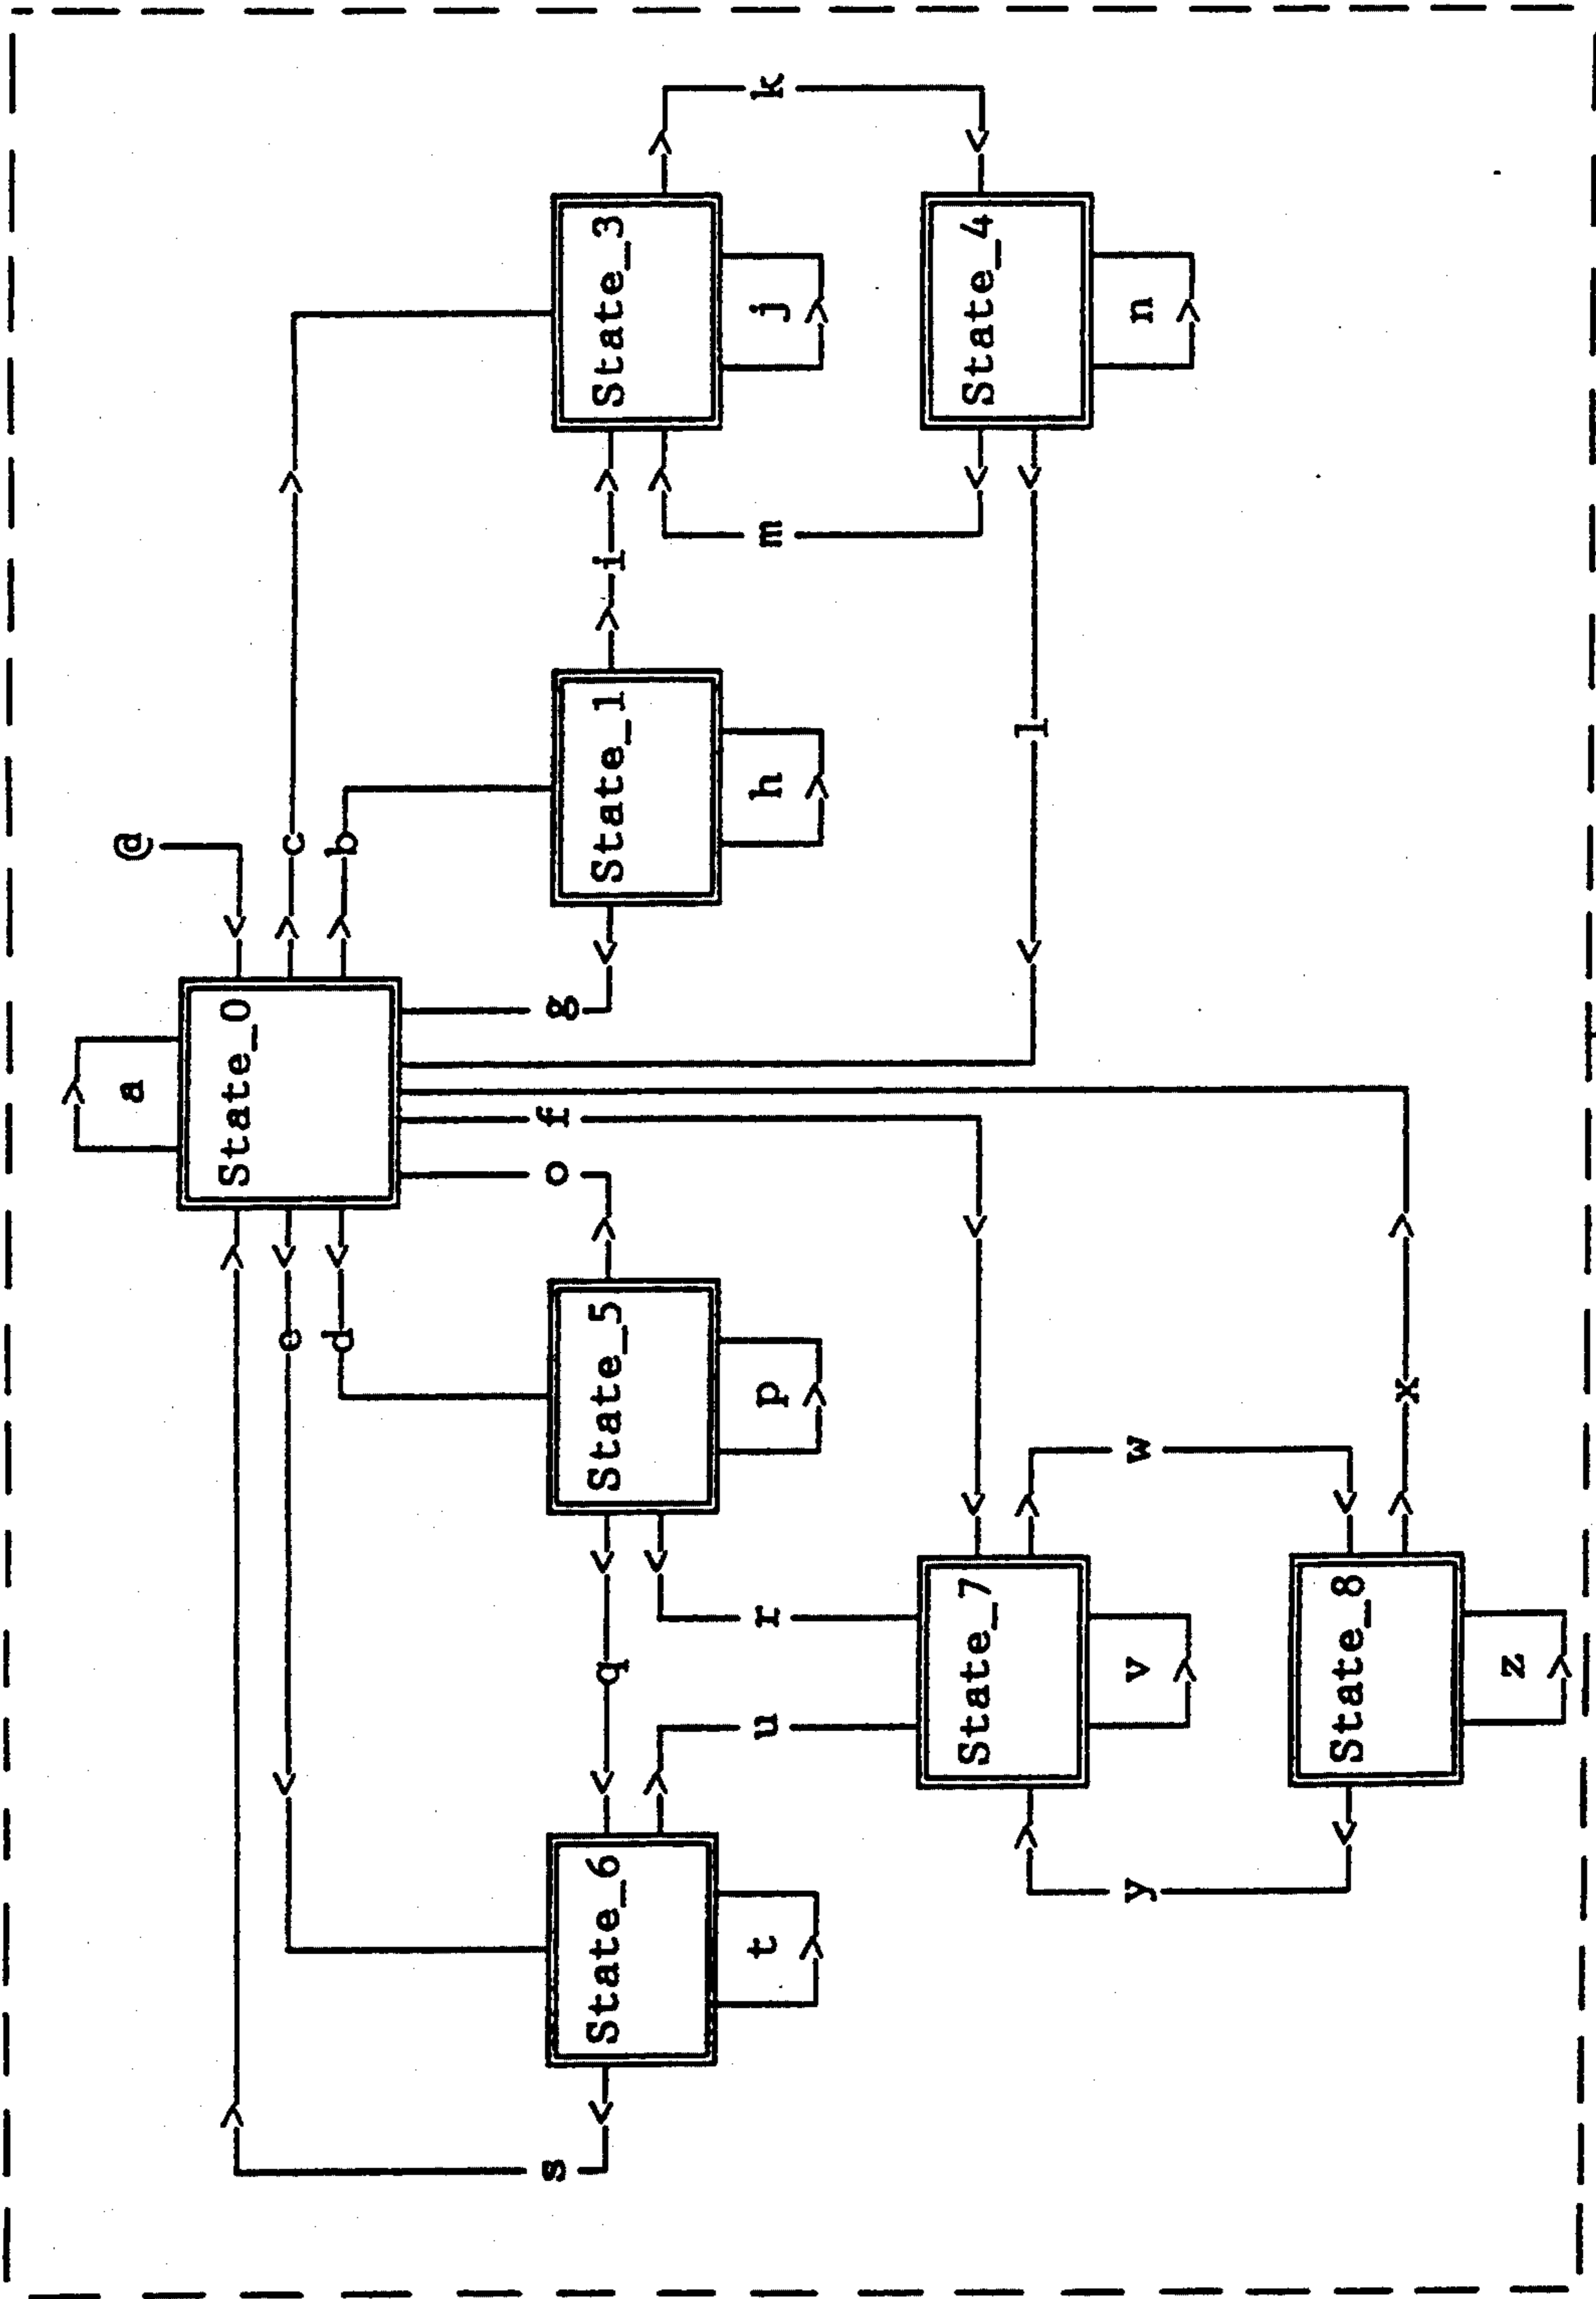 a @
State_0
e c
d b
s o f g
State_6 q State_5 State_1 i State_3
t u r p h m j k
State_7 State_4
l
y v w n
State_8
x
z